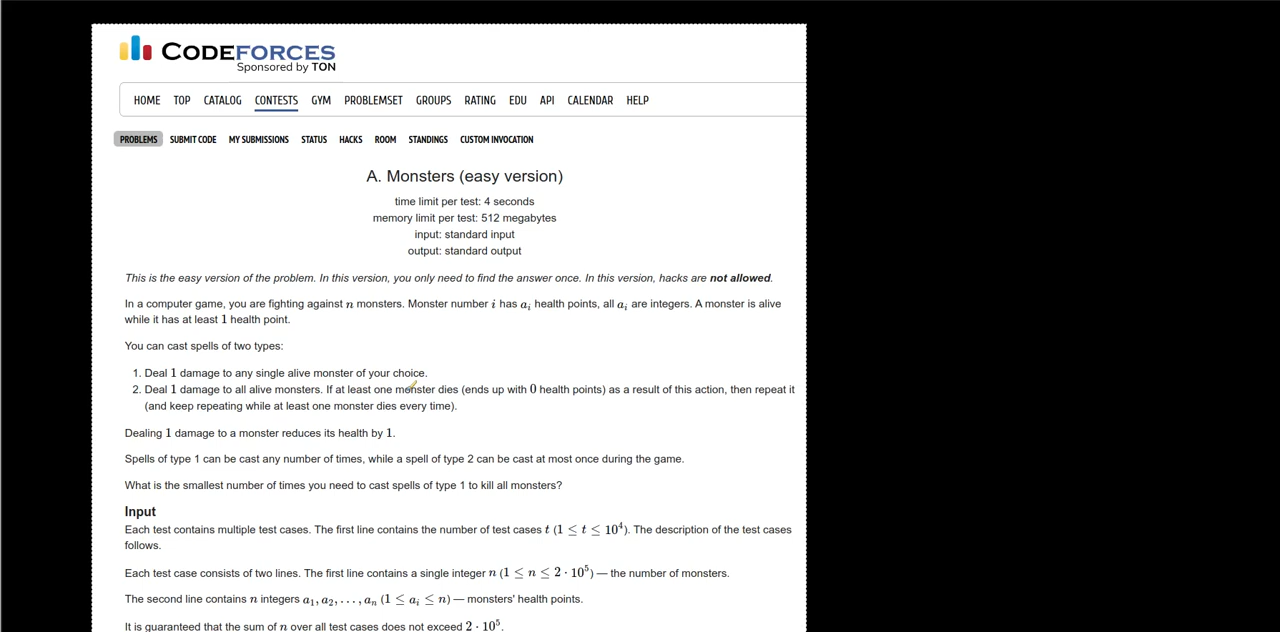 CODEFORCES
Sponsored by TON
HOME TOP CATALOG CONTESTS GYM PROBLEMSET GROUPS RATING EDU API CALENDAR HELP
PROBLEMS SUBMIT CODE MY SUBMISSIONS STATUS HACKS ROOM STANDINGS CUSTOM INVOCATION
A. Monsters (easy version)
time limit per test: 4 seconds
memory limit per test: 512 megabytes
input: standard input
output: standard output
This is the easy version of the problem. In this version, you only need to find the answer once. In this version, hacks are not allowed.
In a computer game, you are fighting against n monsters. Monster number i has aᵢ health points, all aᵢ are integers. A monster is alive
while it has at least 1 health point.
You can cast spells of two types:
1. Deal 1 damage to any single alive monster of your choice.
2. Deal 1 damage to all alive monsters. If at least one monster dies (ends up with 0 health points) as a result of this action, then repeat it
(and keep repeating while at least one monster dies every time).
Dealing 1 damage to a monster reduces its health by 1.
Spells of type 1 can be cast any number of times, while a spell of type 2 can be cast at most once during the game.
What is the smallest number of times you need to cast spells of type 1 to kill all monsters?
Input
Each test contains multiple test cases. The first line contains the number of test cases t (1 ≤ t ≤ 10⁴). The description of the test cases
follows.
Each test case consists of two lines. The first line contains a single integer n (1 ≤ n ≤ 2 · 10⁵) — the number of monsters.
The second line contains n integers a₁, a₂, . . . , aₙ (1 ≤ aᵢ ≤ n) — monsters' health points.
It is guaranteed that the sum of n over all test cases does not exceed 2 · 10⁵.